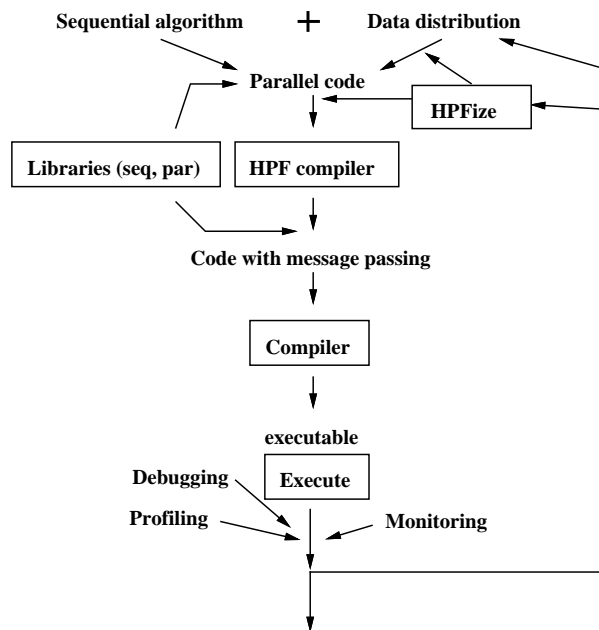 Sequential algorithm + Data distribution
Parallel code
HPFize
Libraries (seq, par)
HPF compiler
Code with message passing
Compiler
executable
Execute
Debugging
Profiling
Monitoring